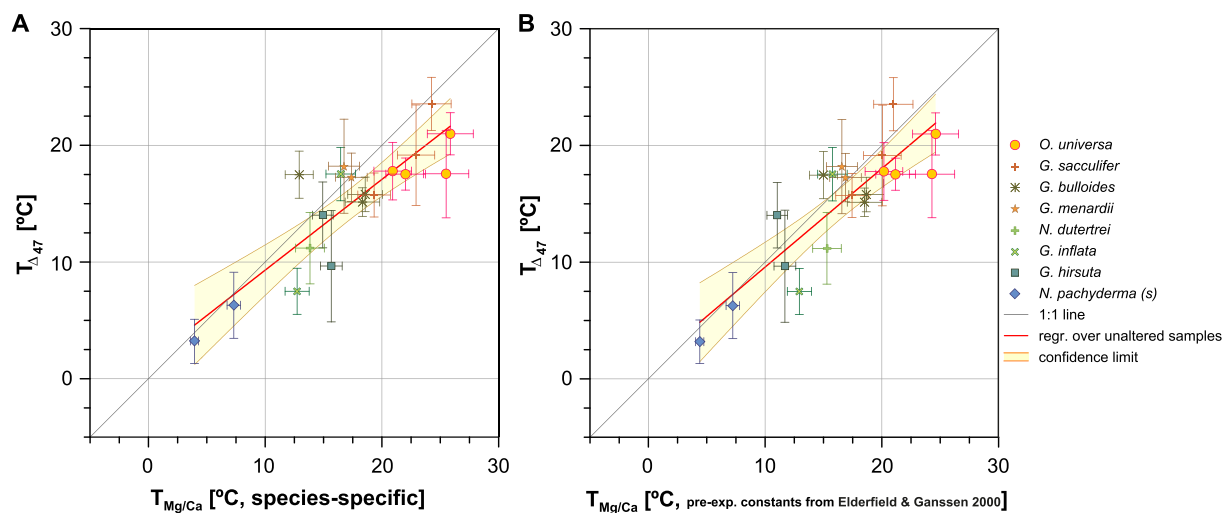 A
B
30
20
10
0
TΔ47 [ºC]
0
10
20
30
TMg/Ca [ºC, species-specific]
30
20
10
0
TΔ47 [ºC]
0
10
20
30
TMg/Ca [ºC, pre-exp. constants from Elderfield & Ganssen 2000]
O. universa
G. sacculifer
G. bulloides
G. menardii
N. dutertrei
G. inflata
G. hirsuta
N. pachyderma (s)
1:1 line
regr. over unaltered samples
confidence limit